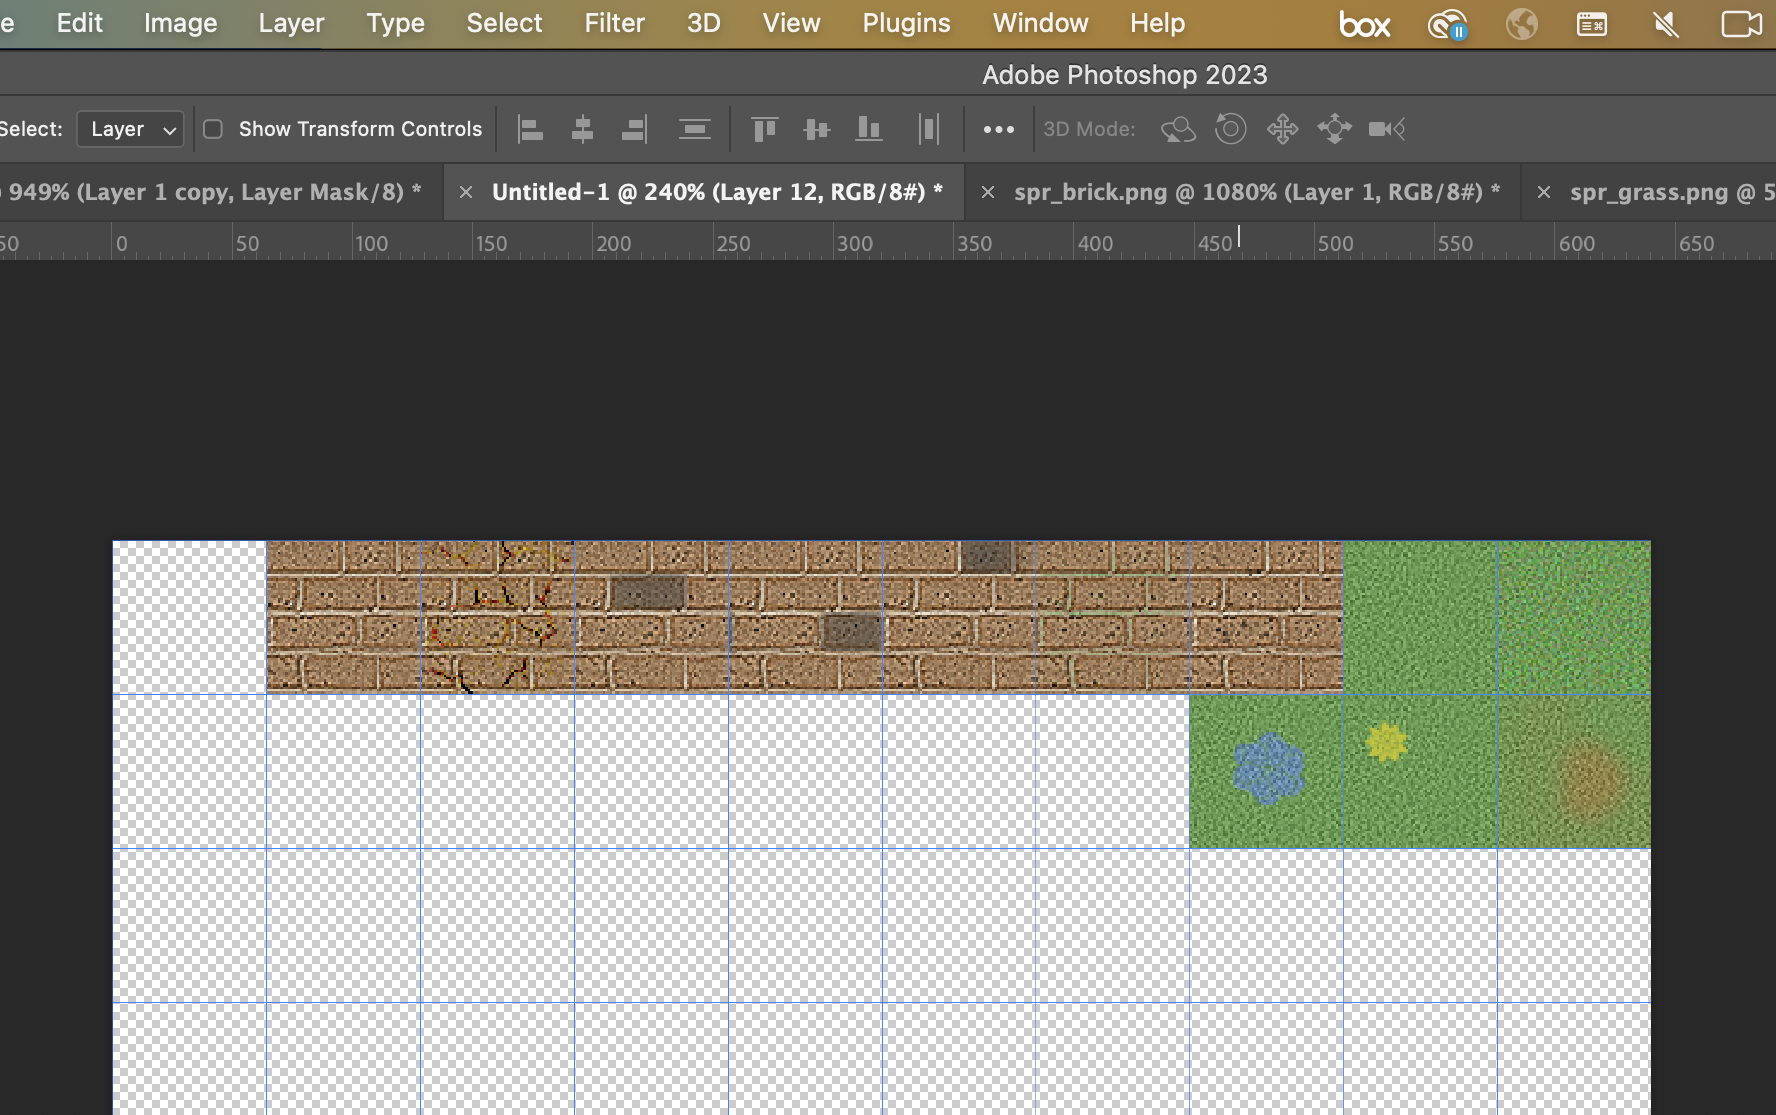 e Edit Image Layer Type Select Filter 3D View Plugins Window Help box
Adobe Photoshop 2023
Select: Layer Show Transform Controls 3D Mode:
949% (Layer 1 copy, Layer Mask/8) * × Untitled-1 @ 240% (Layer 12, RGB/8#) * × spr_brick.png @ 1080% (Layer 1, RGB/8#) * × spr_grass.png @ 5
50 0 50 100 150 200 250 300 350 400 450 500 550 600 650